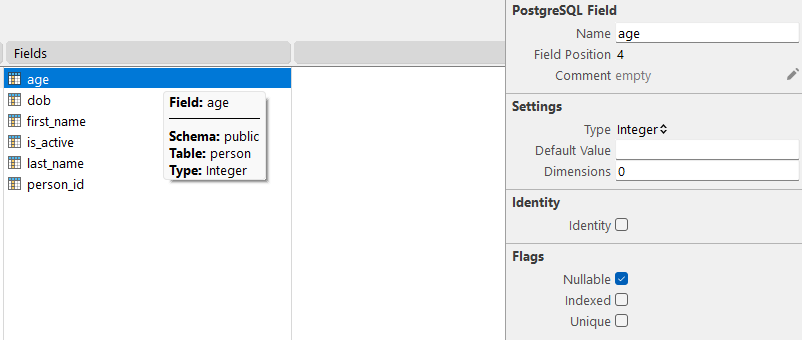 Fields
age
dob
first_name
is_active
last_name
person_id
Field: age
Schema: public
Table: person
Type: Integer
PostgreSQL Field
Name age
Field Position 4
Comment empty
Settings
Type Integer
Default Value
Dimensions 0
Identity
Identity
Flags
Nullable
Indexed
Unique